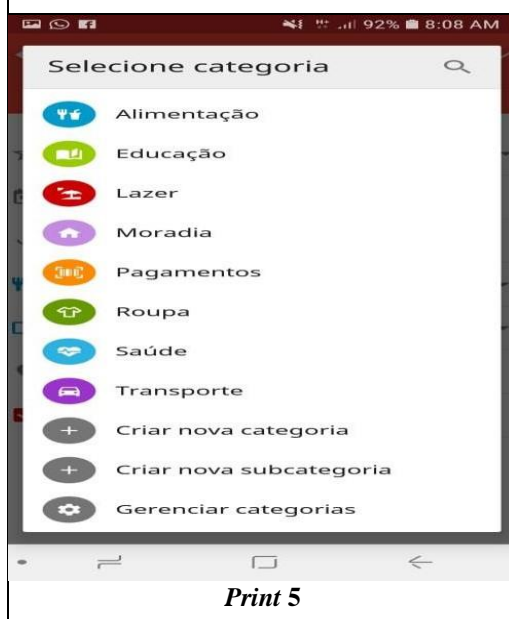 92% 8:08 AM
Selecione categoria
Alimentação
Educação
Lazer
Moradia
Pagamentos
Roupa
Saúde
Transporte
Criar nova categoria
Criar nova subcategoria
Gerenciar categorias
Print 5